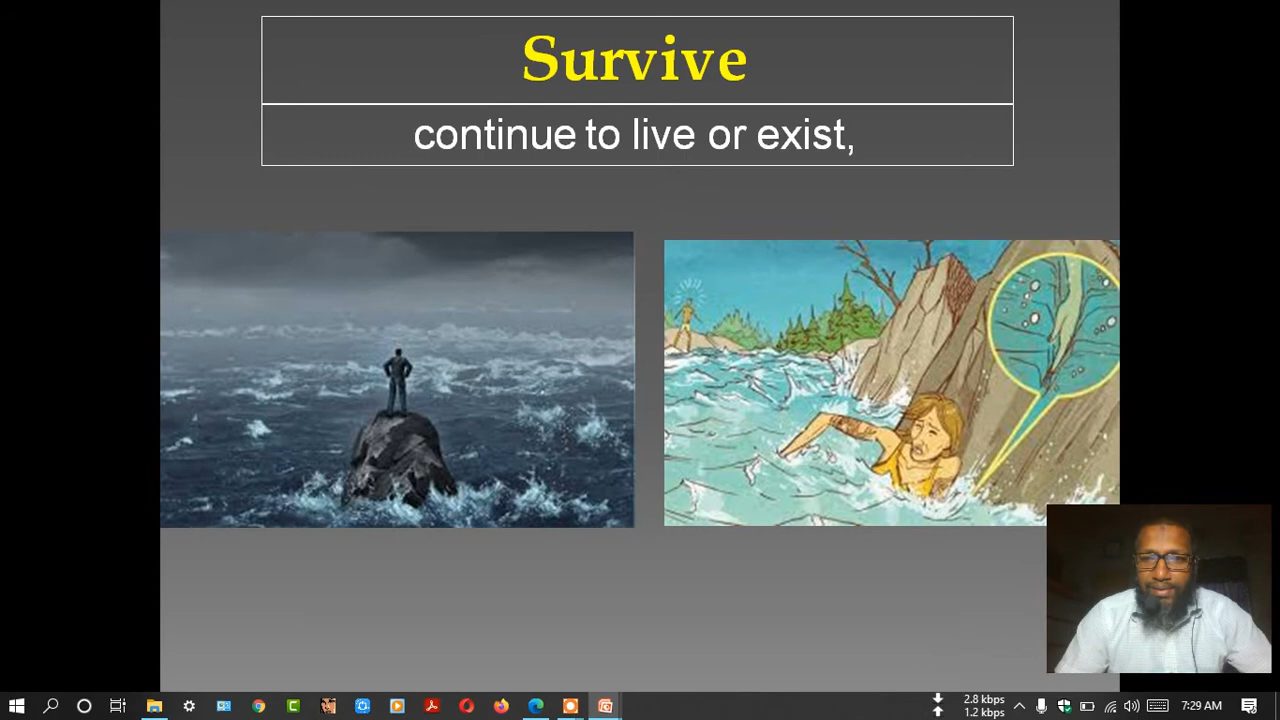 Survive
continue to live or exist,
2.8 kbps
1.2 kbps
7:29 AM